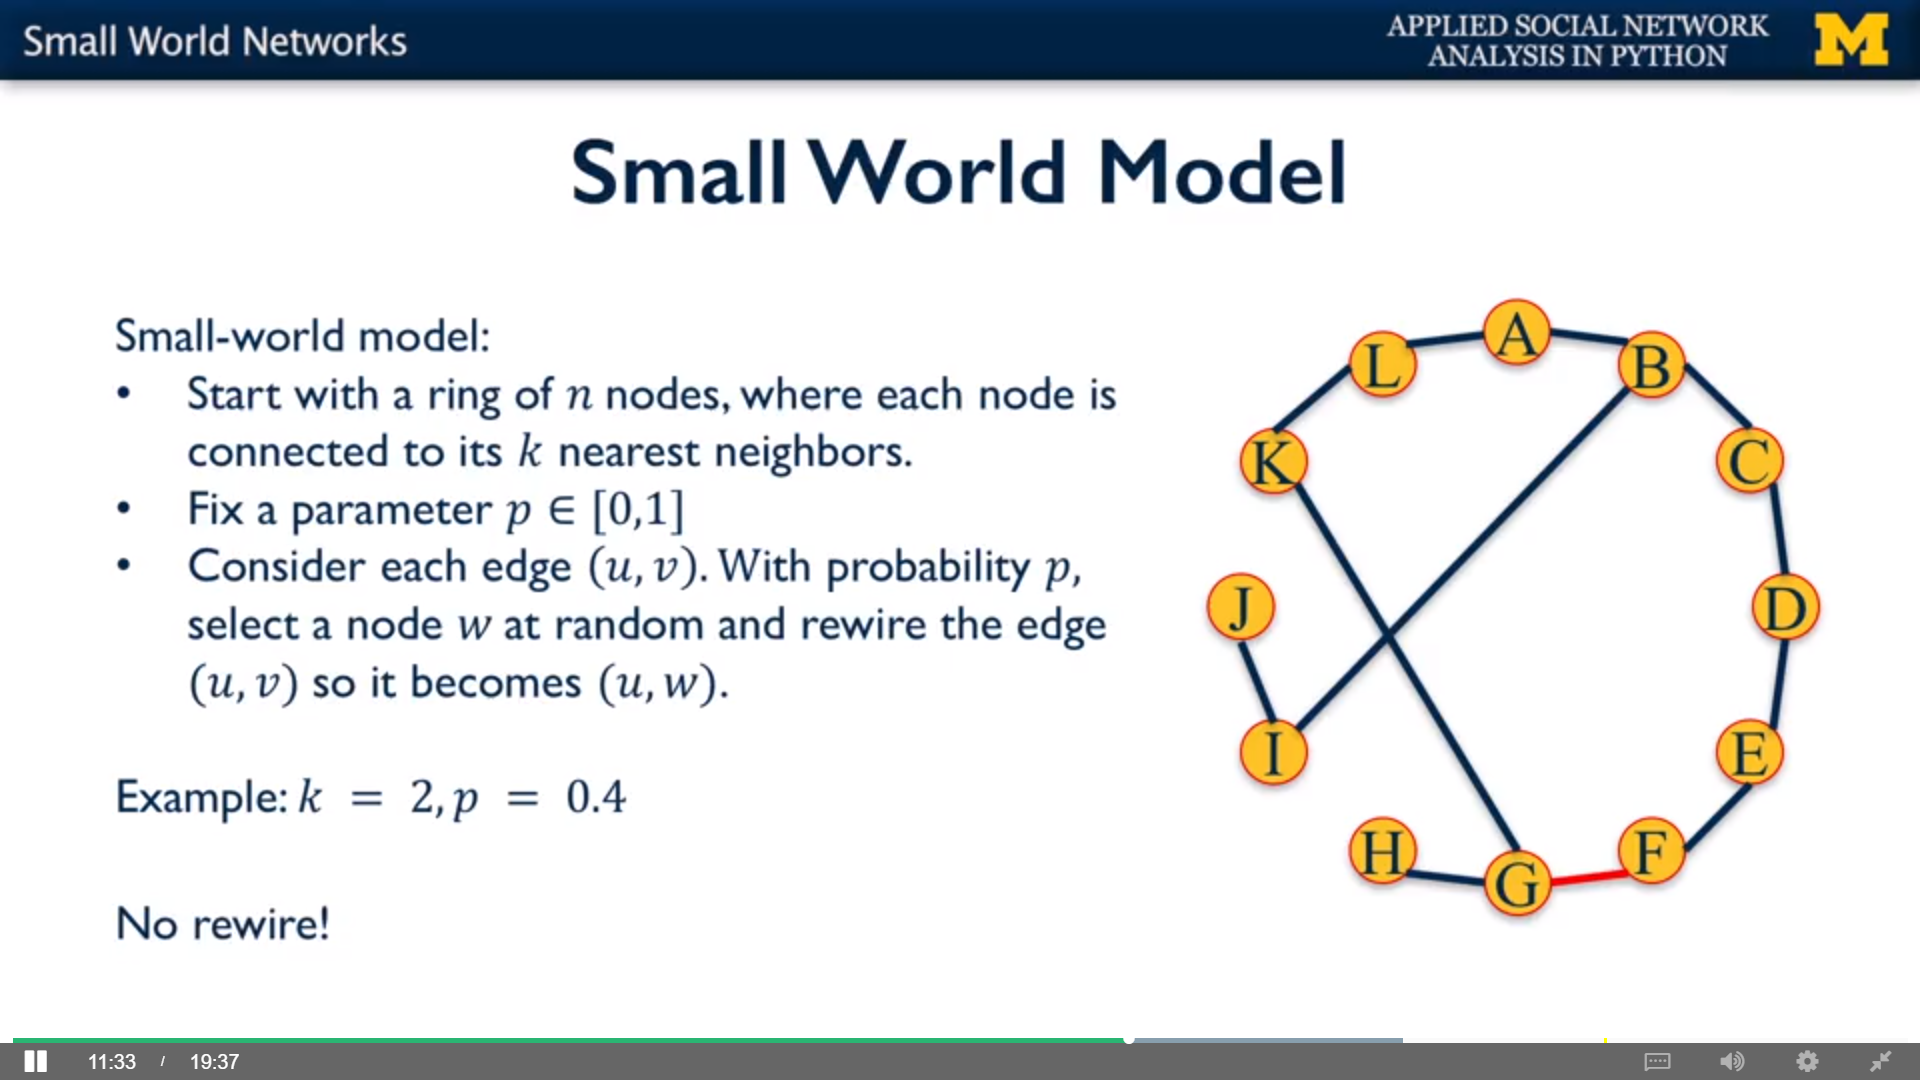 Small World Networks
APPLIED SOCIAL NETWORK
ANALYSIS IN PYTHON
M
Small World Model
Small-world model:
• Start with a ring of n nodes, where each node is
connected to its k nearest neighbors.
• Fix a parameter p ∈ [0,1]
• Consider each edge (u, v). With probability p,
select a node w at random and rewire the edge
(u, v) so it becomes (u, w).
Example: k = 2, p = 0.4
No rewire!
A
B
C
D
E
F
G
H
I
J
K
L
11:33 / 19:37